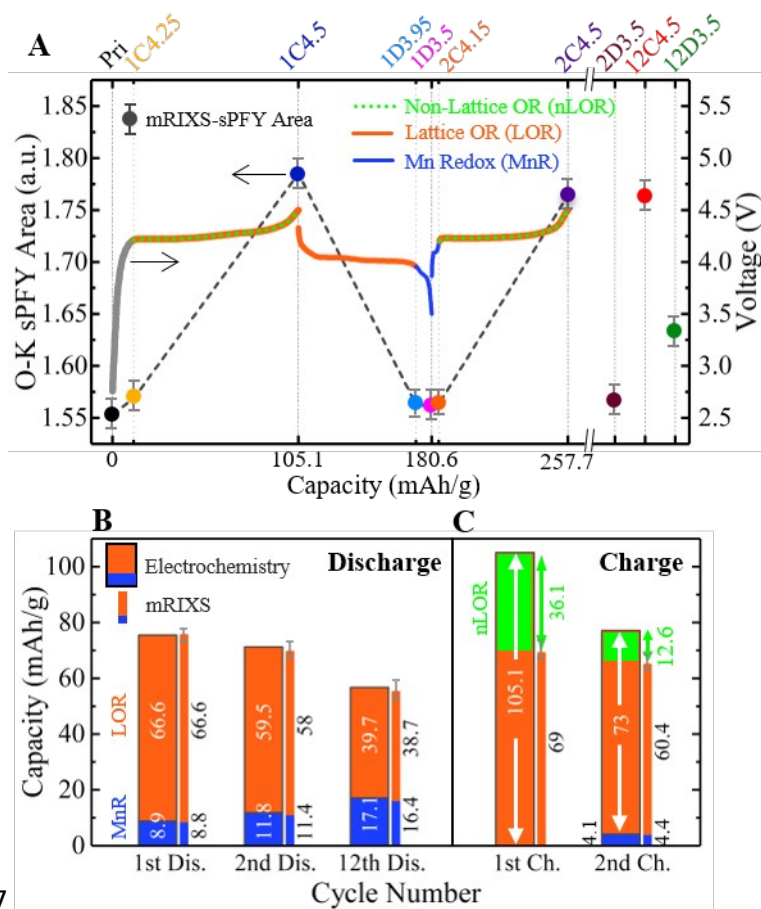 A
Pri
1C4.25
1C4.5
1D3.95
1D3.5
2C4.15
2C4.5
2D3.5
12C4.5
12D3.5
1.85
1.80
1.75
1.70
1.65
1.60
1.55
O-K sPFY Area (a.u.)
mRIXS-sPFY Area
Non-Lattice OR (nLOR)
Lattice OR (LOR)
Mn Redox (MnR)
5.5
5.0
4.5
4.0
3.5
3.0
2.5
Voltage (V)
0
105.1
180.6
257.7
Capacity (mAh/g)
B
Electrochemistry
mRIXS
Discharge
100
80
60
40
20
0
Capacity (mAh/g)
LOR
MnR
66.6
66.6
8.9
8.8
59.5
58
11.8
11.4
39.7
38.7
17.1
16.4
1st Dis.
2nd Dis.
12th Dis.
C
Charge
nLOR
105.1
36.1
69
73
12.6
60.4
4.1
4.4
1st Ch.
2nd Ch.
Cycle Number
7